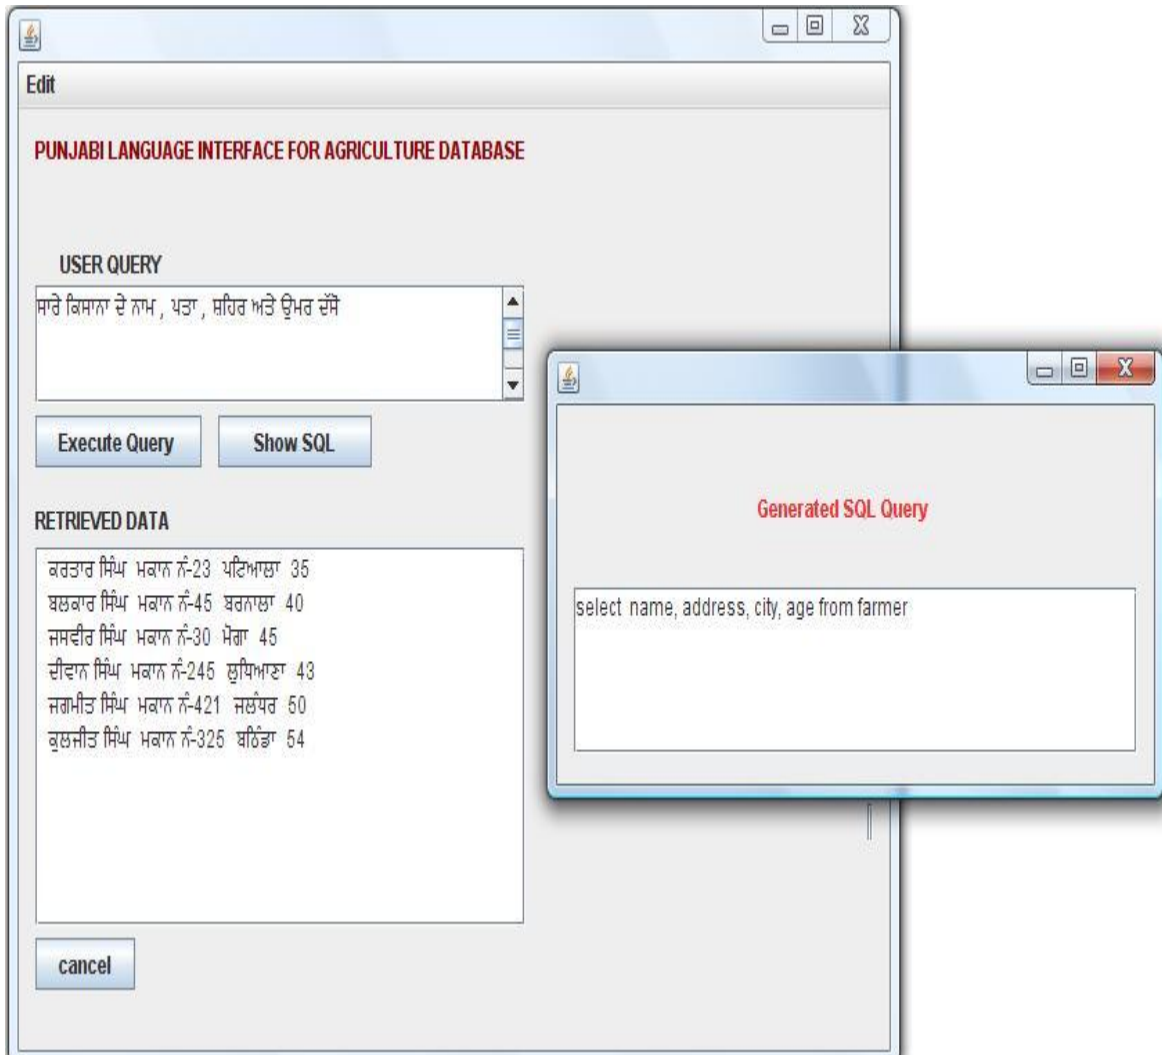 Edit
PUNJABI LANGUAGE INTERFACE FOR AGRICULTURE DATABASE
USER QUERY
ਸਾਰੇ ਕਿਸਾਨਾ ਦੇ ਨਾਮ , ਪਤਾ , ਸ਼ਹਿਰ ਅਤੇ ਉਮਰ ਦੱਸੋ
Execute Query Show SQL
RETRIEVED DATA
ਕਰਤਾਰ ਸਿੰਘ ਮਕਾਨ ਨੰ-23 ਪਟਿਆਲਾ 35
ਬਲਕਾਰ ਸਿੰਘ ਮਕਾਨ ਨੰ-45 ਬਰਨਾਲਾ 40
ਜਸਵੀਰ ਸਿੰਘ ਮਕਾਨ ਨੰ-30 ਮੋਗਾ 45
ਦੀਵਾਨ ਸਿੰਘ ਮਕਾਨ ਨੰ-245 ਲੁਧਿਆਣਾ 43
ਜਗਮੀਤ ਸਿੰਘ ਮਕਾਨ ਨੰ-421 ਜਲੰਧਰ 50
ਕੁਲਜੀਤ ਸਿੰਘ ਮਕਾਨ ਨੰ-325 ਬਠਿੰਡਾ 54
cancel
Generated SQL Query
select name, address, city, age from farmer